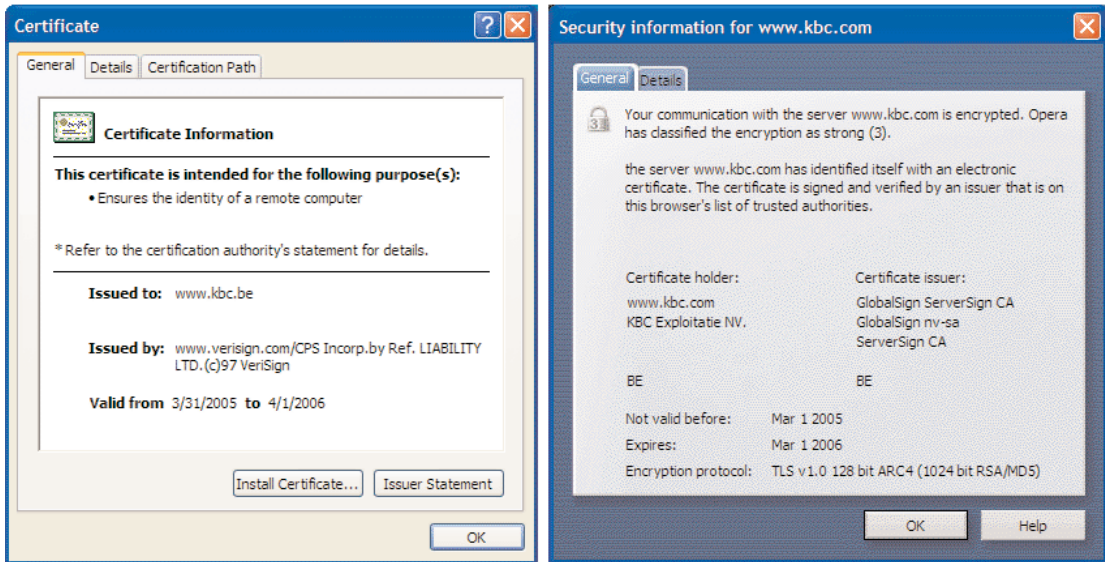 Certificate
General Details Certification Path
Certificate Information
This certificate is intended for the following purpose(s):
• Ensures the identity of a remote computer
* Refer to the certification authority's statement for details.
Issued to: www.kbc.be
Issued by: www.verisign.com/CPS Incorp.by Ref. LIABILITY
LTD.(c)97 VeriSign
Valid from 3/31/2005 to 4/1/2006
Install Certificate... Issuer Statement
OK
Security information for www.kbc.com
General Details
3
Your communication with the server www.kbc.com is encrypted. Opera
has classified the encryption as strong (3).
the server www.kbc.com has identified itself with an electronic
certificate. The certificate is signed and verified by an issuer that is on
this browser's list of trusted authorities.
Certificate holder: Certificate issuer:
www.kbc.com GlobalSign ServerSign CA
KBC Exploitatie NV. GlobalSign nv-sa
ServerSign CA
BE BE
Not valid before: Mar 1 2005
Expires: Mar 1 2006
Encryption protocol: TLS v1.0 128 bit ARC4 (1024 bit RSA/MD5)
OK Help